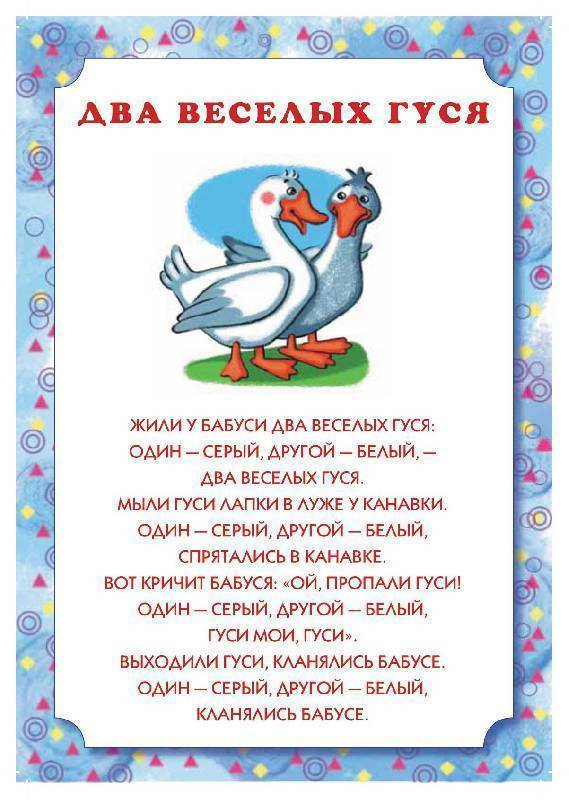 ДВА ВЕСЕЛЫХ ГУСЯ
ЖИЛИ У БАБУСИ ДВА ВЕСЕЛЫХ ГУСЯ:
ОДИН — СЕРЫЙ, ДРУГОЙ — БЕЛЫЙ, —
ДВА ВЕСЕЛЫХ ГУСЯ.
МЫЛИ ГУСИ ЛАПКИ В ЛУЖЕ У КАНАВКИ.
ОДИН — СЕРЫЙ, ДРУГОЙ — БЕЛЫЙ,
СПРЯТАЛИСЬ В КАНАВКЕ.
ВОТ КРИЧИТ БАБУСЯ: «ОЙ, ПРОПАЛИ ГУСИ!
ОДИН — СЕРЫЙ, ДРУГОЙ — БЕЛЫЙ,
ГУСИ МОИ, ГУСИ».
ВЫХОДИЛИ ГУСИ, КЛАНЯЛИСЬ БАБУСЕ.
ОДИН — СЕРЫЙ, ДРУГОЙ — БЕЛЫЙ,
КЛАНЯЛИСЬ БАБУСЕ.